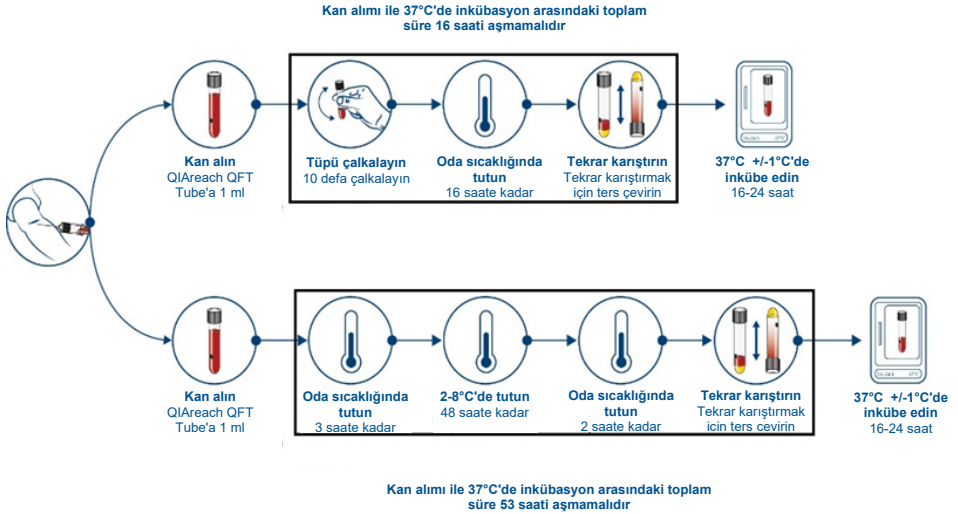 Kan alımı ile 37°C'de inkübasyon arasındaki toplam
süre 16 saati aşmamalıdır
Kan alın
QIAreach QFT
Tube'a 1 ml
Tüpü çalkalayın
10 defa çalkalayın
Oda sıcaklığında
tutun
16 saate kadar
Tekrar karıştırın
Tekrar karıştırmak
için ters çevirin
37°C +/-1°C'de
inkübe edin
16-24 saat
Kan alın
QIAreach QFT
Tube'a 1 ml
Oda sıcaklığında
tutun
3 saate kadar
2-8°C'de tutun
48 saate kadar
Oda sıcaklığında
tutun
2 saate kadar
Tekrar karıştırın
Tekrar karıştırmak
icin ters cevirin
37°C +/-1°C'de
inkübe edin
16-24 saat
Kan alımı ile 37°C'de inkübasyon arasındaki toplam
süre 53 saati aşmamalıdır